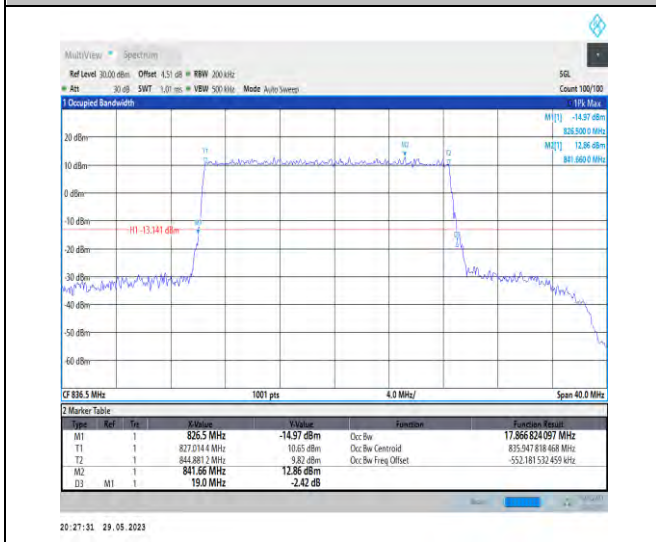 MultiView Spectrum
Ref Level 30.00 dBm Offset 4.51 dB RBW 200 kHz SGL
Att 30 dB SWT 1.01 ms VBW 500 kHz Mode Auto Sweep Count 100/100
1 Occupied Bandwidth 1Pk Max
M1[1] -14.97 dBm
826.5000 MHz
M2[1] 12.86 dBm
841.6600 MHz
20 dBm
10 dBm
0 dBm
-10 dBm
H1 -13.141 dBm
-20 dBm
-30 dBm
-40 dBm
-50 dBm
-60 dBm
T1
M2
T2
M1
D3
CF 836.5 MHz 1001 pts 4.0 MHz/ Span 40.0 MHz
2 Marker Table
Type Ref Trc X-Value Y-Value Function Function Result
M1 1 826.5 MHz -14.97 dBm Occ Bw 17.866 824 097 MHz
T1 1 827.014 4 MHz 10.65 dBm Occ Bw Centroid 835.947 818 468 MHz
T2 1 844.881 2 MHz 9.82 dBm Occ Bw Freq Offset -552.181 532 459 kHz
M2 1 841.66 MHz 12.86 dBm
D3 M1 1 19.0 MHz -2.42 dB
20:27:31 29.05.2023